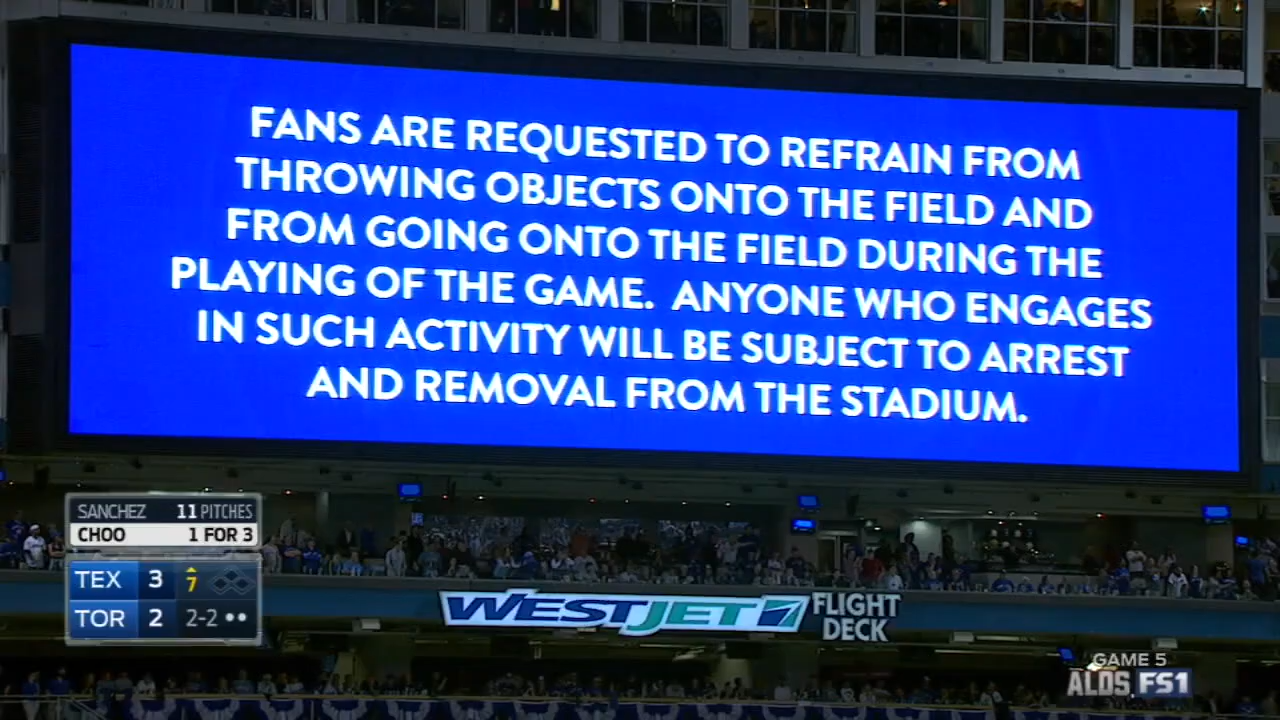 FANS ARE REQUESTED TO REFRAIN FROM
THROWING OBJECTS ONTO THE FIELD AND
FROM GOING ONTO THE FIELD DURING THE
PLAYING OF THE GAME. ANYONE WHO ENGAGES
IN SUCH ACTIVITY WILL BE SUBJECT TO ARREST
AND REMOVAL FROM THE STADIUM.
SANCHEZ 11 PITCHES
CHOO 1 FOR 3
TEX 3 7
TOR 2 2-2
WESTJET FLIGHT
DECK
GAME 5
ALDS FS1